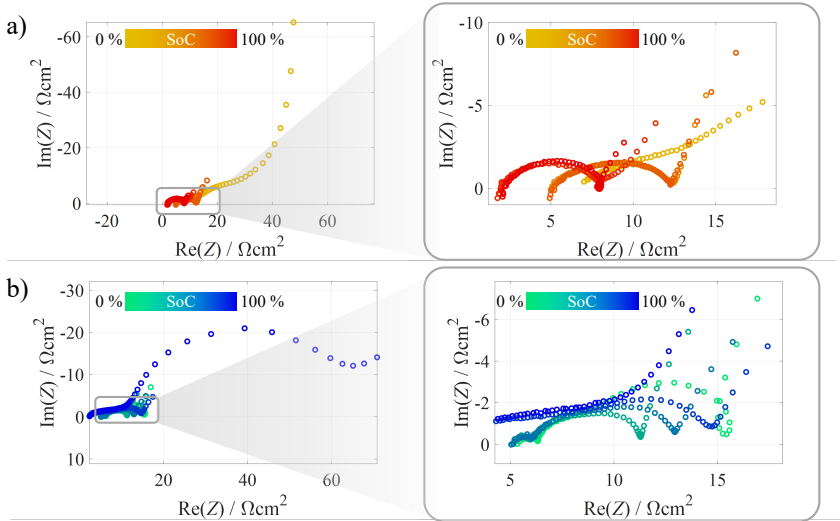 a)
-60
-40
-20
0
Im(Z) / Ωcm²
0 % SoC 100 %
-20 0 20 40 60
Re(Z) / Ωcm²
-10
-5
0
Im(Z) / Ωcm²
0 % SoC 100 %
5 10 15
Re(Z) / Ωcm²
b)
-30
-20
-10
0
10
Im(Z) / Ωcm²
0 % SoC 100 %
20 40 60
Re(Z) / Ωcm²
-6
-4
-2
0
Im(Z) / Ωcm²
0 % SoC 100 %
5 10 15
Re(Z) / Ωcm²